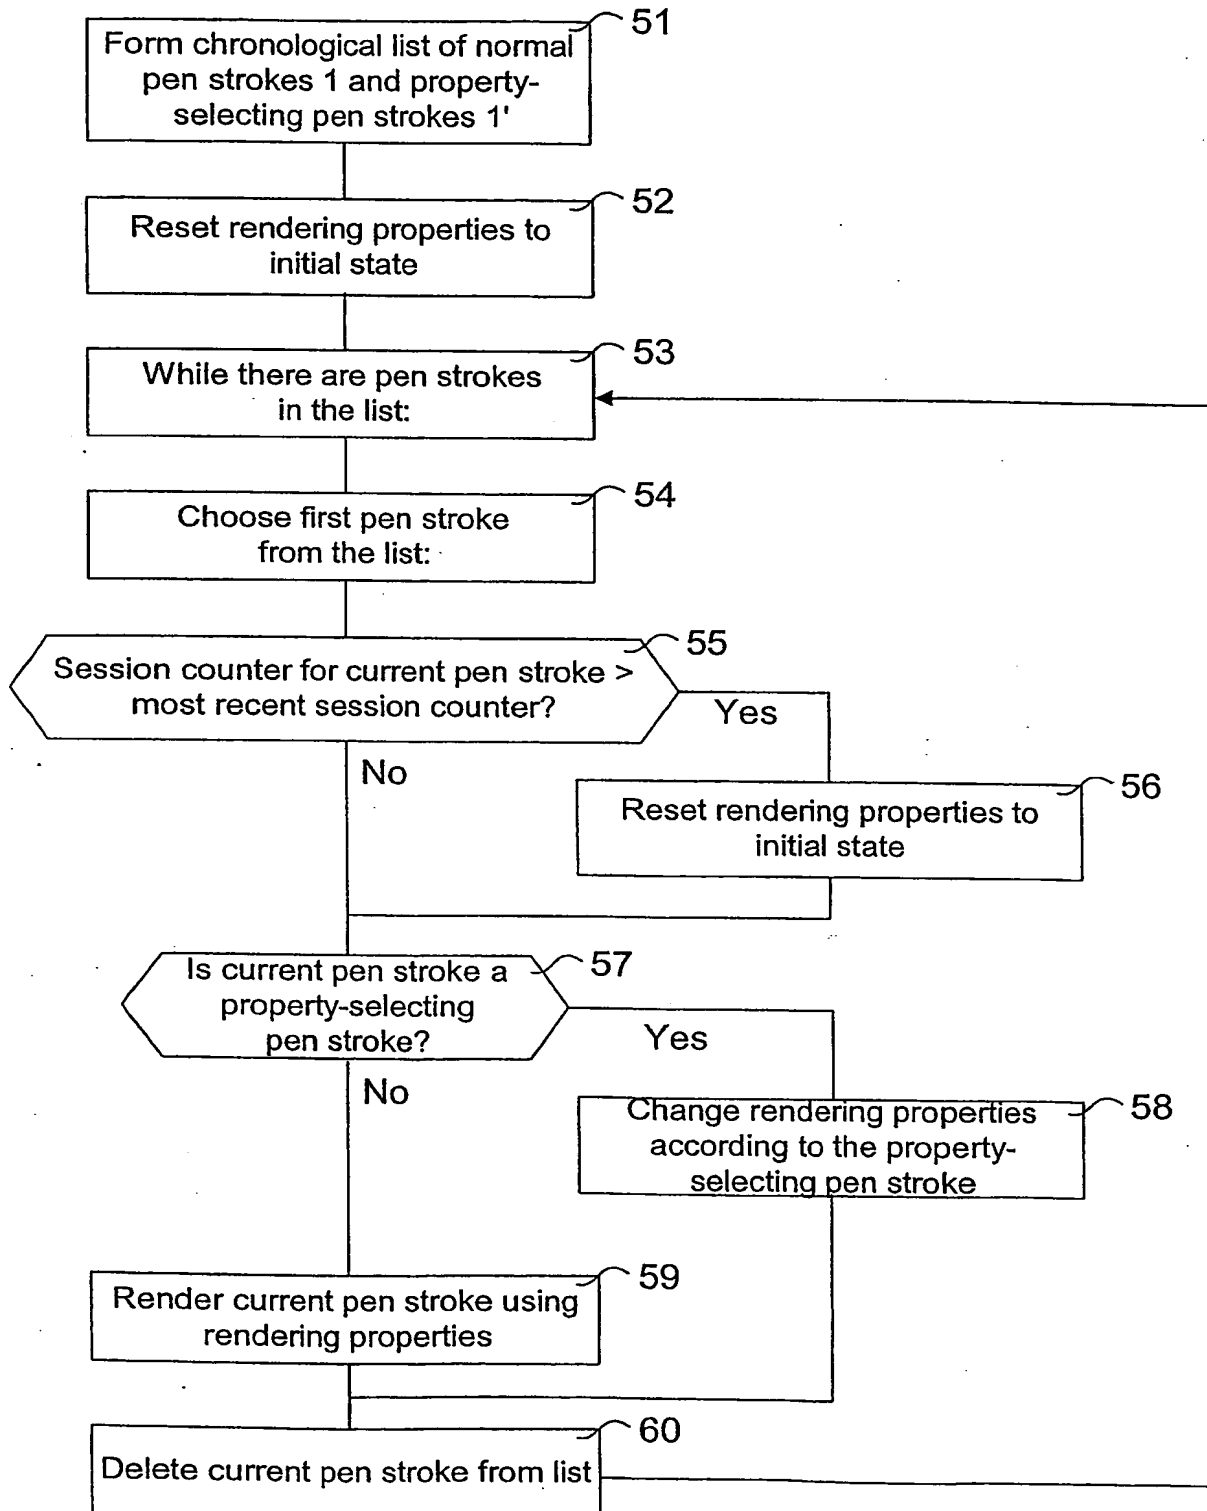 51
Form chronological list of normal
pen strokes 1 and property-
selecting pen strokes 1'
52
Reset rendering properties to
initial state
53
While there are pen strokes
in the list:
54
Choose first pen stroke
from the list:
55
Session counter for current pen stroke >
most recent session counter?
Yes
No
56
Reset rendering properties to
initial state
57
Is current pen stroke a
property-selecting
pen stroke?
Yes
No
58
Change rendering properties
according to the property-
selecting pen stroke
59
Render current pen stroke using
rendering properties
60
Delete current pen stroke from list